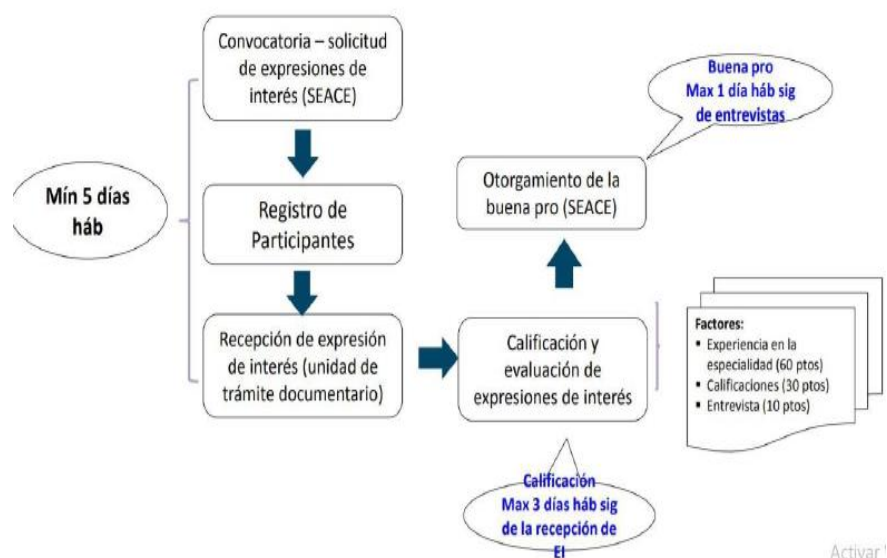 Convocatoria – solicitud
de expresiones de
interés (SEACE)
Mín 5 días
háb
Registro de
Participantes
Recepción de expresión
de interés (unidad de
trámite documentario)
Calificación y
evaluación de
expresiones de interés
Calificación
Max 3 días háb sig
de la recepción de
EI
Factores:
▪ Experiencia en la
especialidad (60 ptos)
▪ Calificaciones (30 ptos)
▪ Entrevista (10 ptos)
Otorgamiento de la
buena pro (SEACE)
Buena pro
Max 1 día háb sig
de entrevistas
Activar